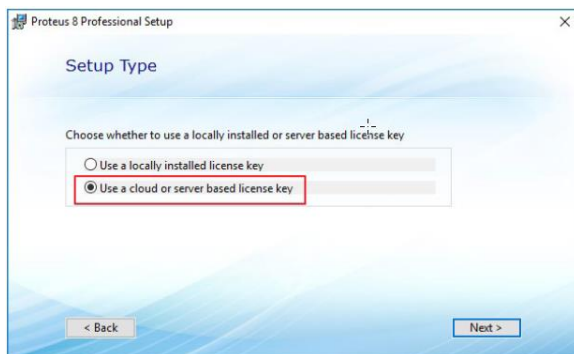 Proteus 8 Professional Setup
Setup Type
Choose whether to use a locally installed or server based license key
Use a locally installed license key
Use a cloud or server based license key
< Back
Next >